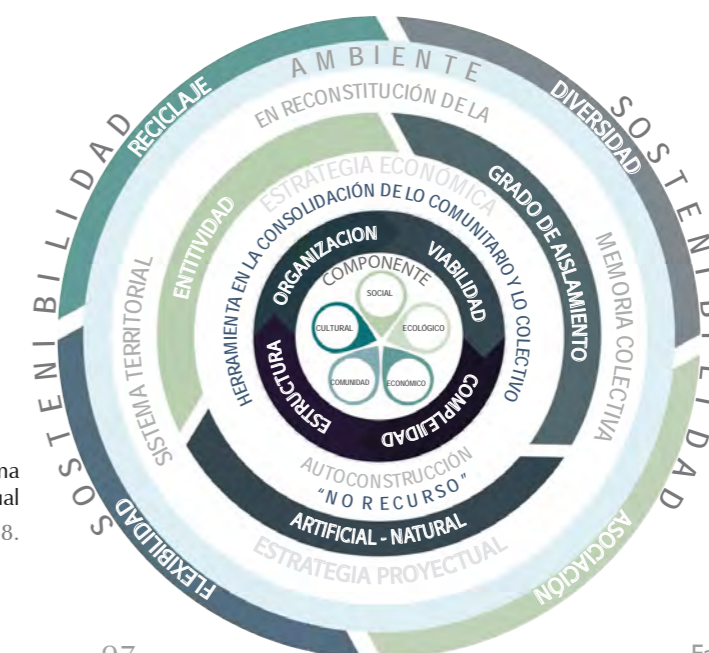 SOSTENIBILIDAD
SOSTENIBILIDAD
RECICLAJE
DIVERSIDAD
FLEXIBILIDAD
ASOCIACIÓN
AMBIENTE
EN RECONSTITUCIÓN DE LA
MEMORIA COLECTIVA
SISTEMA TERRITORIAL
ESTRATEGIA PROYECTUAL
ENTITIVIDAD
GRADO DE AISLAMIENTO
ARTIFICIAL - NATURAL
ESTRATEGIA ECONÓMICA
HERRAMIENTA EN LA CONSOLIDACIÓN DE LO COMUNITARIO Y LO COLECTIVO
AUTOCONSTRUCCIÓN
“NO RECURSO”
ORGANIZACION
VIABILIDAD
ESTRUCTURA
COMPLEJIDAD
COMPONENTE
SOCIAL
CULTURAL
ECOLÓGICO
COMUNIDAD
ECONÓMICO
8.